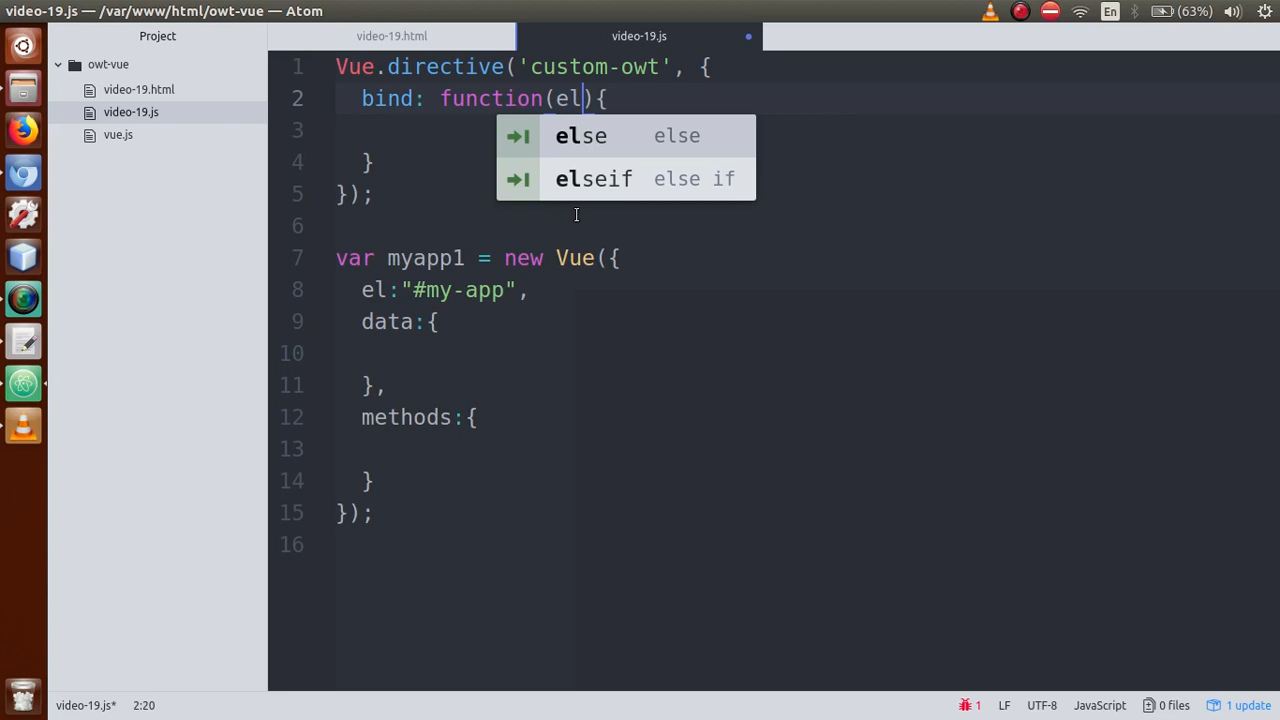 video-19.js — /var/www/html/owt-vue — Atom
En
(63%)
Project
video-19.html
video-19.js
owt-vue
video-19.html
video-19.js
vue.js
1 Vue.directive('custom-owt', {
2 bind: function(el){
else else
elseif else if
3
4 }
5 });
6
7 var myapp1 = new Vue({
8 el:"#my-app",
9 data:{
10
11 },
12 methods:{
13
14 }
15 });
16
video-19.js* 2:20
1 LF UTF-8 JavaScript 0 files 1 update